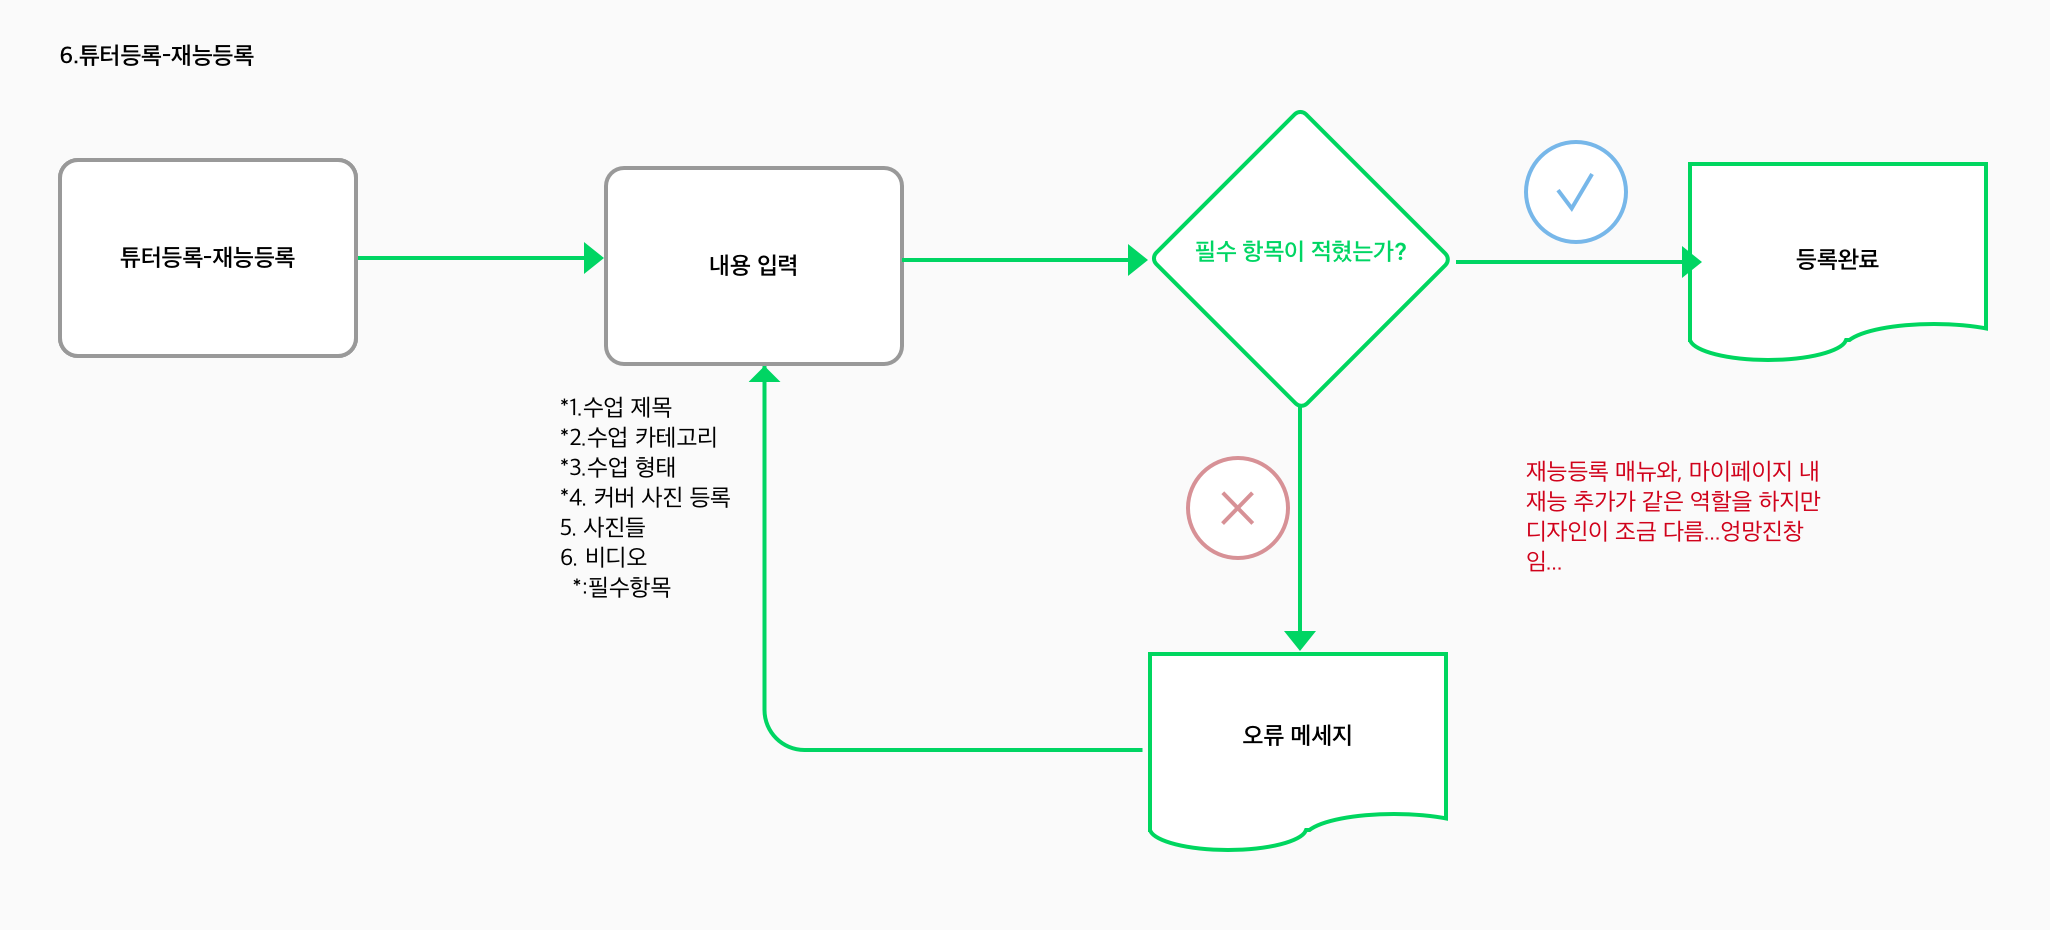 6.튜터등록-재능등록
튜터등록-재능등록
내용 입력
필수 항목이 적혔는가?
등록완료
*1.수업 제목
*2.수업 카테고리
*3.수업 형태
*4. 커버 사진 등록
5. 사진들
6. 비디오
*:필수항목
재능등록 매뉴와, 마이페이지 내
재능 추가가 같은 역할을 하지만
디자인이 조금 다름...엉망진창
임...
오류 메세지